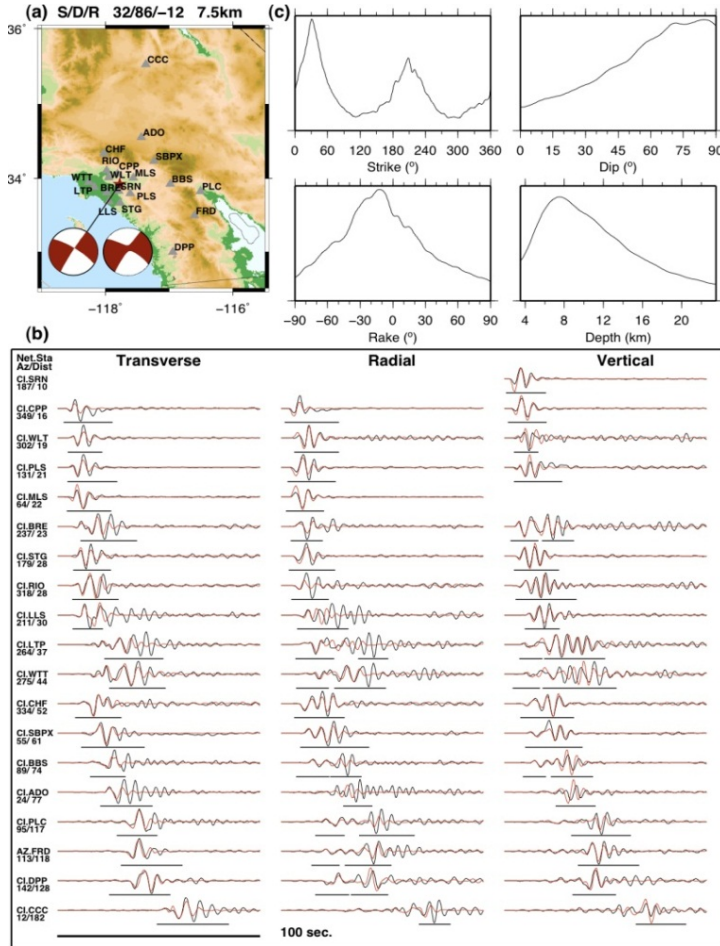 (a) S/D/R 32/86/−12 7.5km
36°
34°
CCC
ADO
CHF
RIO
CPP
SBPX
WLT
MLS
WTT
BBS
LTP
BRE
SRN
PLC
PLS
LLS
STG
FRD
DPP
−118°
−116°
(c)
0 60 120 180 240 300 360
Strike (°)
0 15 30 45 60 75 90
Dip (°)
−90 −60 −30 0 30 60 90
Rake (°)
4 8 12 16 20
Depth (km)
(b)
Net.Sta
Az/Dist
Transverse Radial Vertical
CI.SRN
187/ 10
CI.CPP
349/ 16
CI.WLT
302/ 19
CI.PLS
131/ 21
CI.MLS
64/ 22
CI.BRE
237/ 23
CI.STG
179/ 28
CI.RIO
318/ 28
CI.LLS
211/ 30
CI.LTP
264/ 37
CI.WTT
275/ 44
CI.CHF
334/ 52
CI.SBPX
55/ 61
CI.BBS
89/ 74
CI.ADO
24/ 77
CI.PLC
95/117
AZ.FRD
113/118
CI.DPP
142/128
CI.CCC
12/182
100 sec.